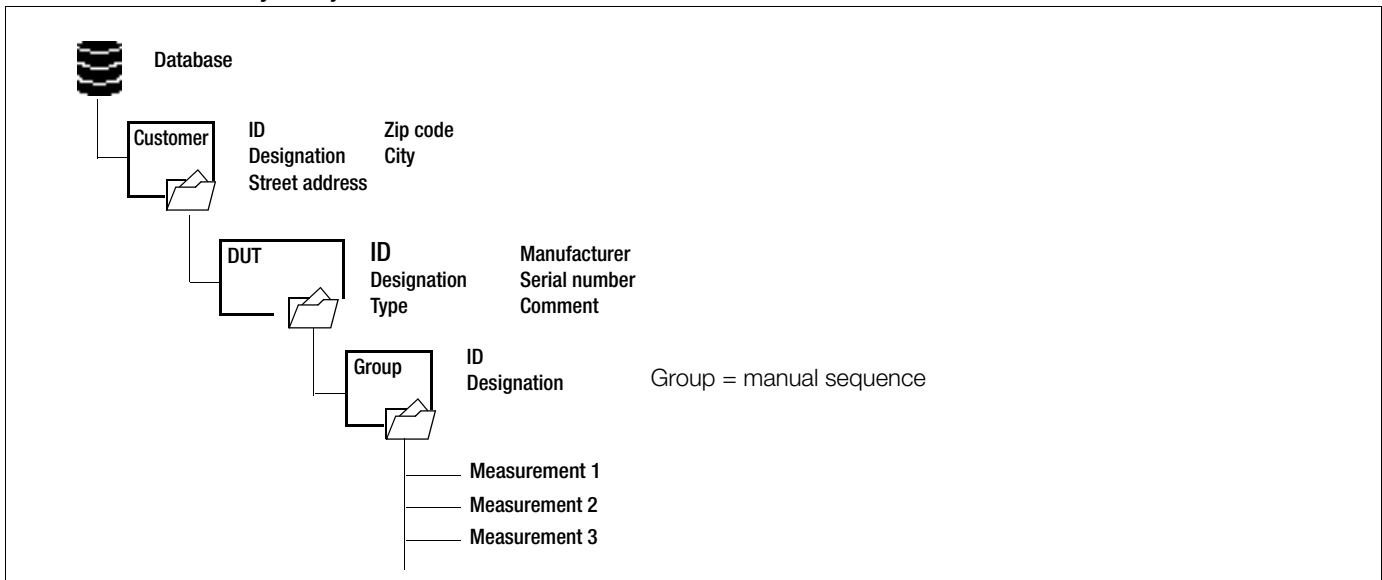 Database
Customer
ID Zip code
Designation City
Street address
DUT
ID Manufacturer
Designation Serial number
Type Comment
Group
ID
Designation
Group = manual sequence
Measurement 1
Measurement 2
Measurement 3